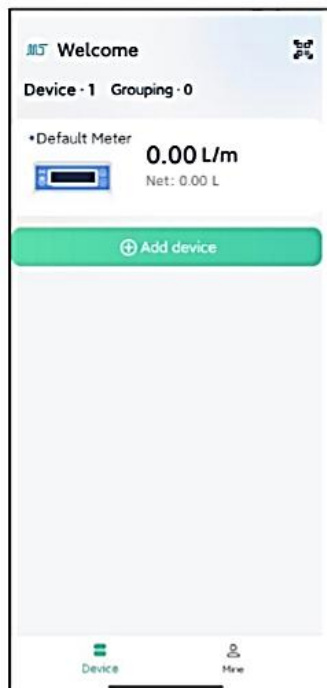 Welcome
Device · 1 Grouping · 0
•Default Meter
0.00 L/m
Net: 0.00 L
Add device
Device
Mine